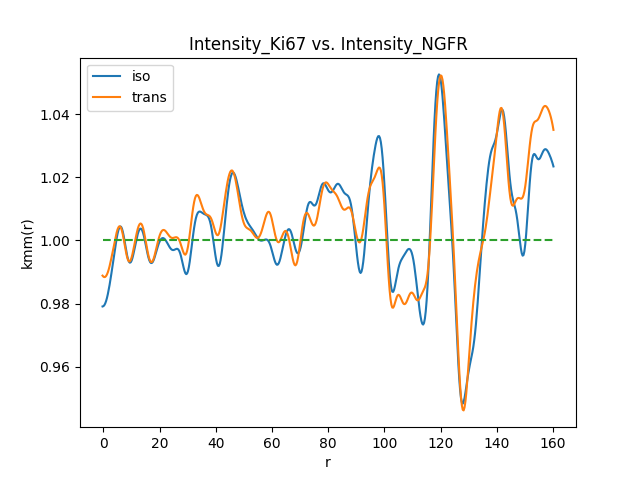 Intensity_Ki67 vs. Intensity_NGFR
iso
trans
kmm(r)
1.04
1.02
1.00
0.98
0.96
0 20 40 60 80 100 120 140 160
r